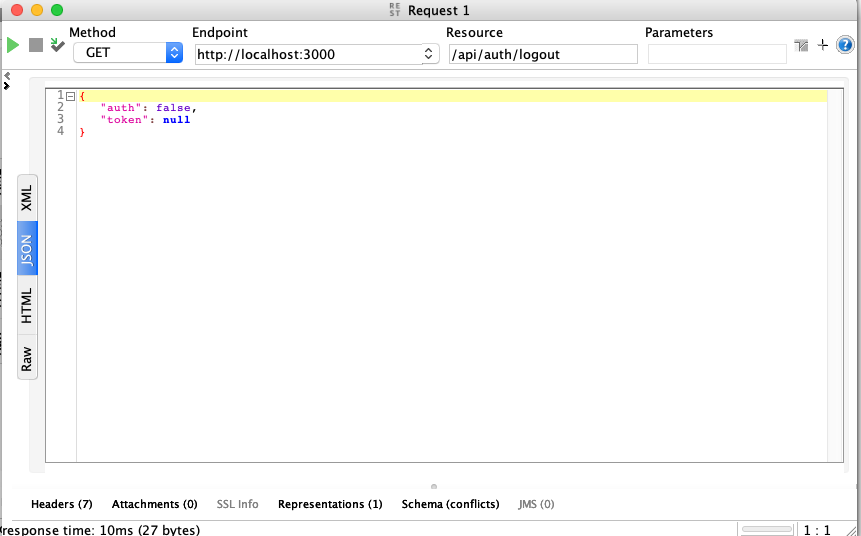 REST Request 1
Method Endpoint Resource Parameters
GET http://localhost:3000 /api/auth/logout
1 {
2 "auth": false,
3 "token": null
4 }
XML
JSON
HTML
Raw
Headers (7) Attachments (0) SSL Info Representations (1) Schema (conflicts) JMS (0)
response time: 10ms (27 bytes) 1 : 1